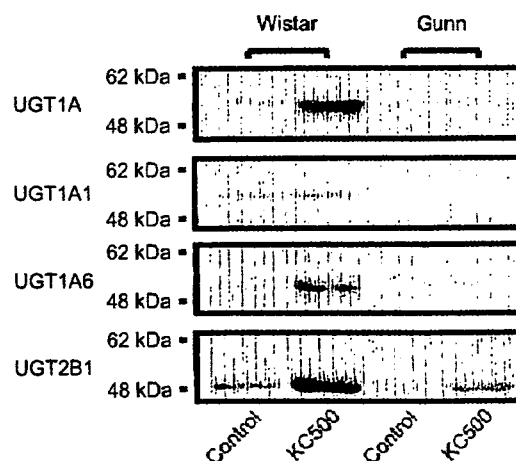 Wistar Gunn
62 kDa
UGT1A
48 kDa
62 kDa
UGT1A1
48 kDa
62 kDa
UGT1A6
48 kDa
62 kDa
UGT2B1
48 kDa
Control KC500 Control KC500